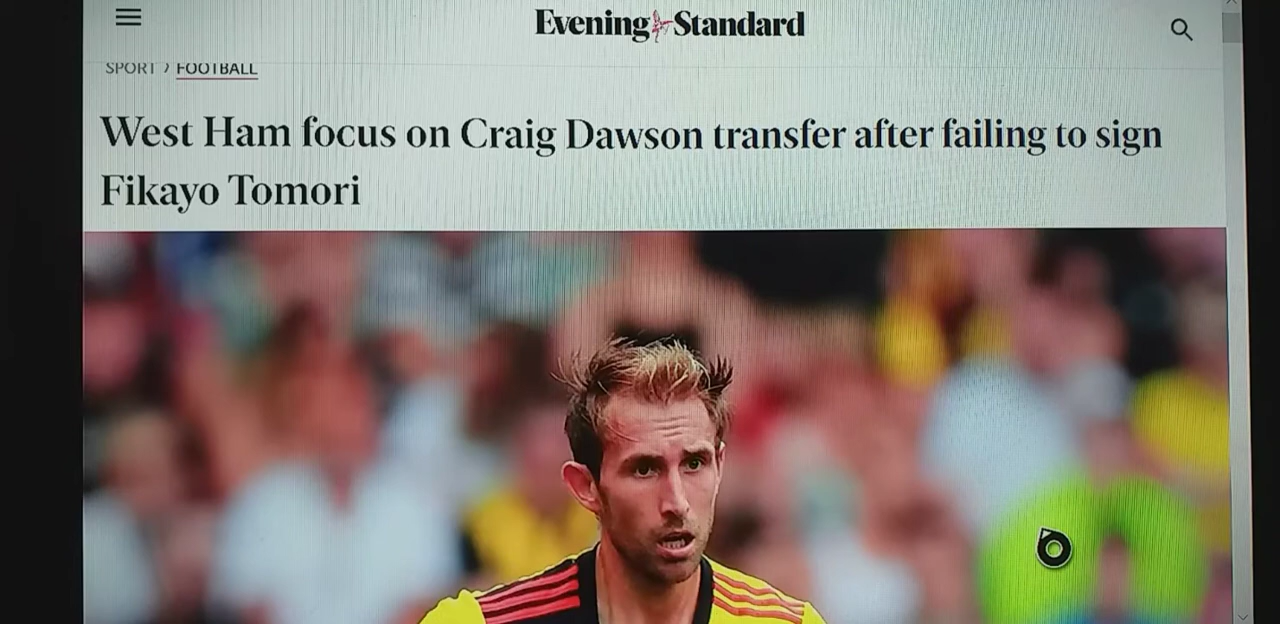 Evening Standard
SPORT › FOOTBALL
West Ham focus on Craig Dawson transfer after failing to sign
Fikayo Tomori